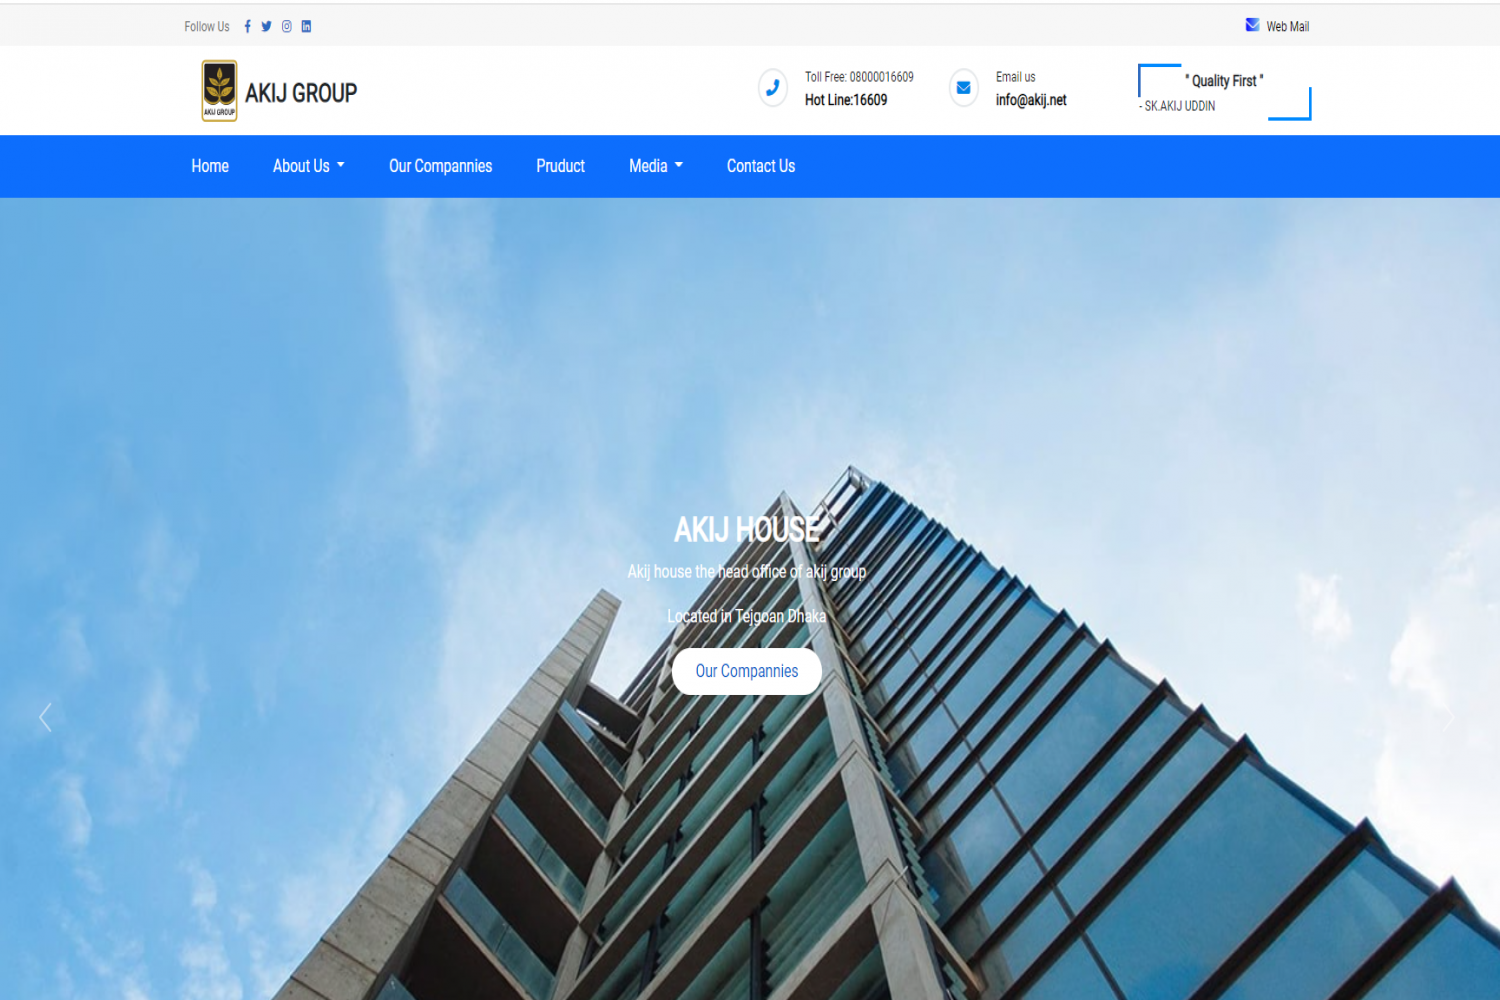 Follow Us
Web Mail
AKIJ GROUP
AKIJ GROUP
Toll Free: 08000016609
Hot Line:16609
Email us
info@akij.net
" Quality First "
- SK.AKIJ UDDIN
Home About Us Our Compannies Pruduct Media Contact Us
AKIJ HOUSE
Akij house the head office of akij group
Located in Tejgoan Dhaka
Our Compannies